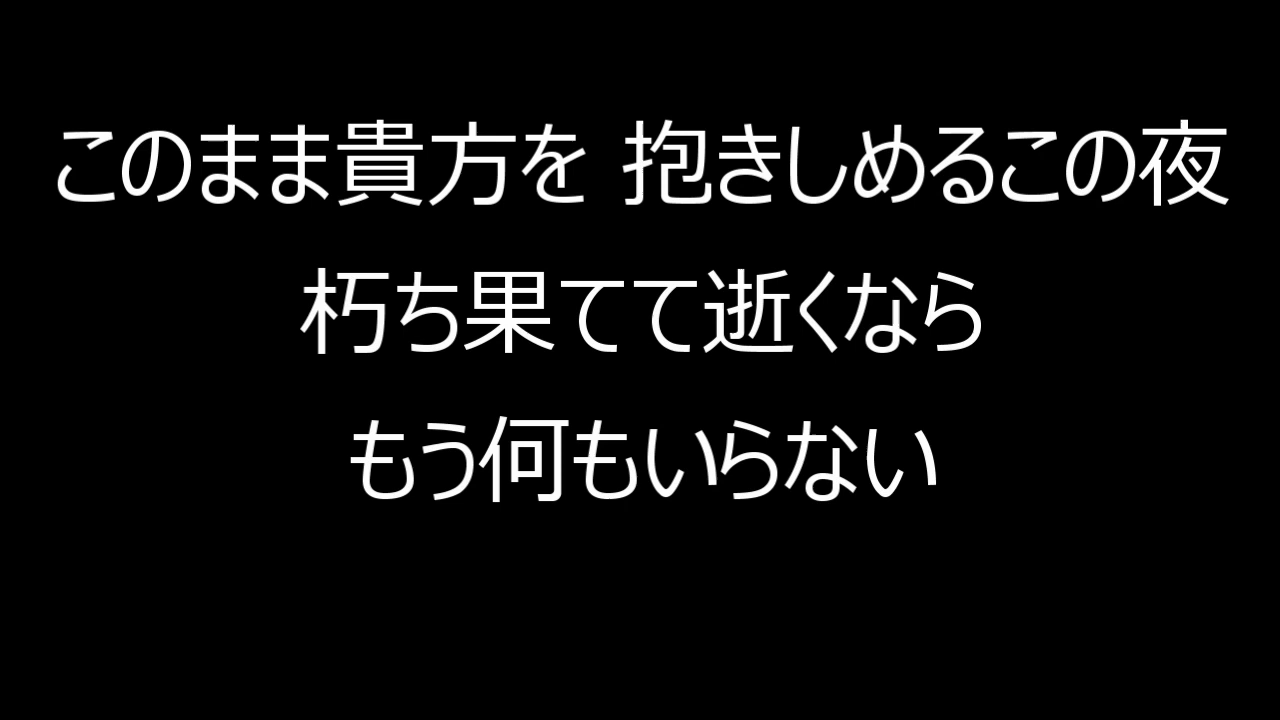 このまま貴方を 抱きしめるこの夜
朽ち果てて逝くなら
もう何もいらない